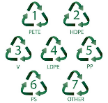 1 2
PETE HDPE
3 4 5
V LDPE PP
6 7
PS OTHER